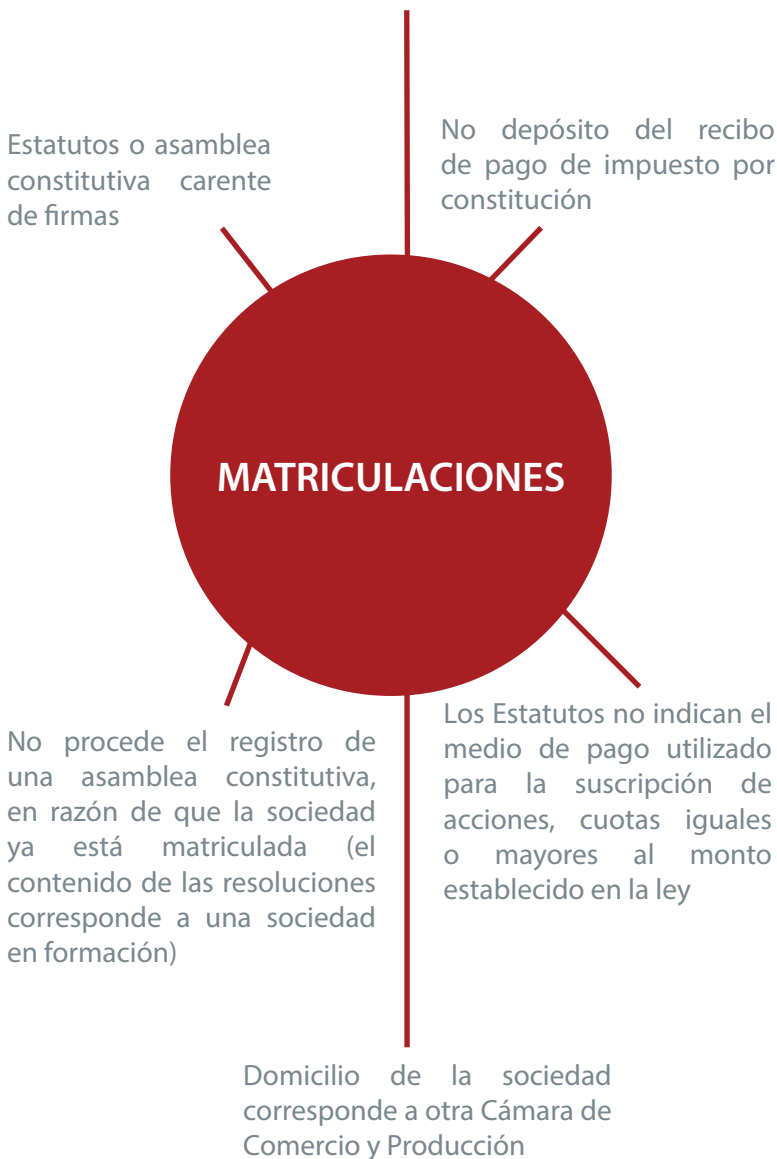 Estatutos o asamblea
constitutiva carente
de firmas
No depósito del recibo
de pago de impuesto por
constitución
MATRICULACIONES
No procede el registro de
una asamblea constitutiva,
en razón de que la sociedad
ya está matriculada (el
contenido de las resoluciones
corresponde a una sociedad
en formación)
Los Estatutos no indican el
medio de pago utilizado
para la suscripción de
acciones, cuotas iguales
o mayores al monto
establecido en la ley
Domicilio de la sociedad
corresponde a otra Cámara de
Comercio y Producción